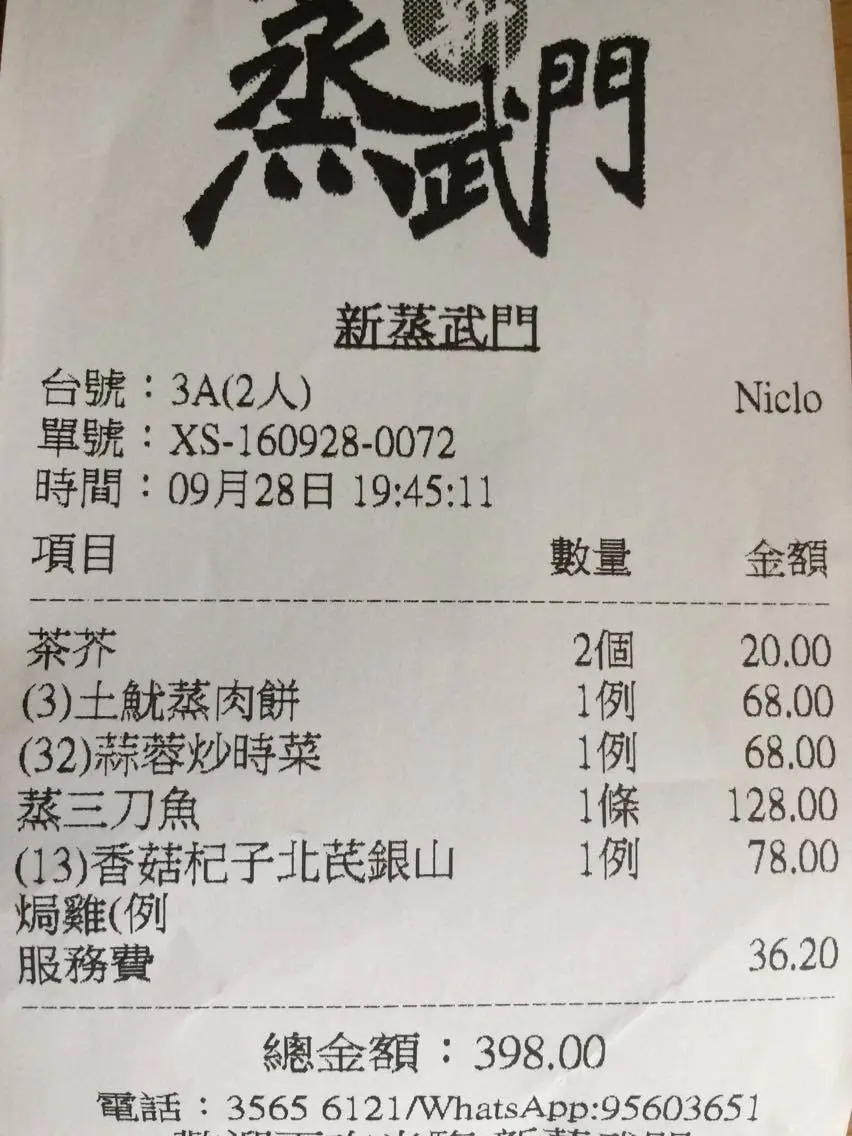 新
蒸武門
新蒸武門
台號：3A(2人) Niclo
單號：XS-160928-0072
時間：09月28日 19:45:11
項目 數量 金額
茶芥 2個 20.00
(3)土魷蒸肉餅 1例 68.00
(32)蒜蓉炒時菜 1例 68.00
蒸三刀魚 1條 128.00
(13)香菇杞子北芪銀山 1例 78.00
焗雞(例
服務費 36.20
總金額：398.00
電話：3565 6121/WhatsApp:95603651